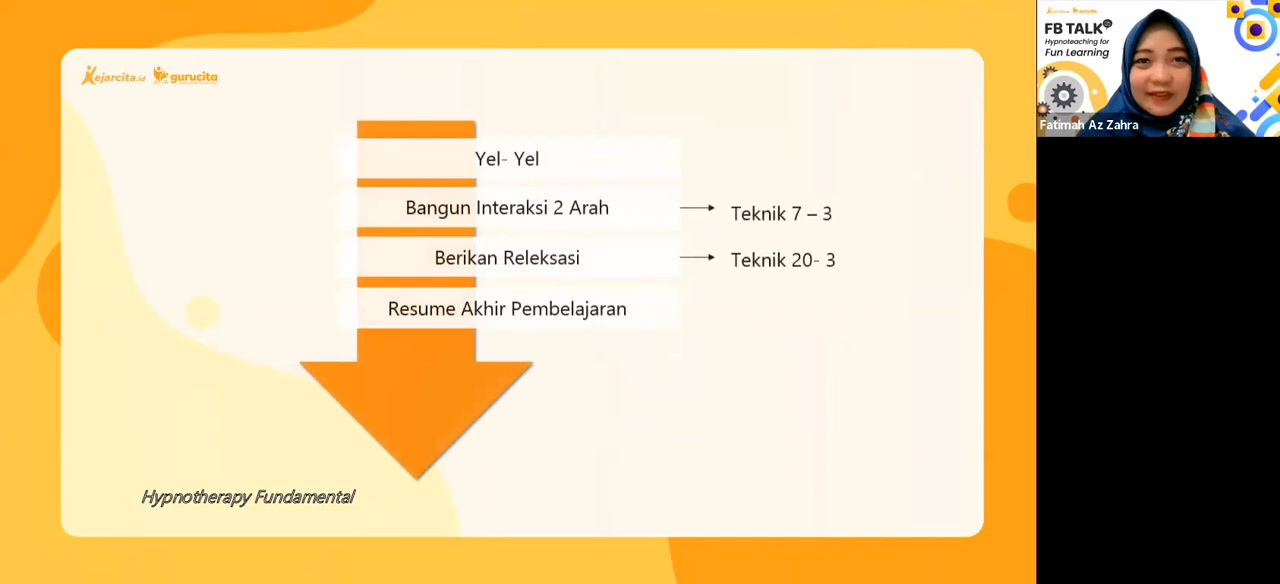 kejarcita.id gurucita
Yel- Yel
Bangun Interaksi 2 Arah
Teknik 7 – 3
Berikan Releksasi
Teknik 20- 3
Resume Akhir Pembelajaran
Hypnotherapy Fundamental
FB TALK
Hypnoteaching for
Fun Learning
Fatimah Az Zahra